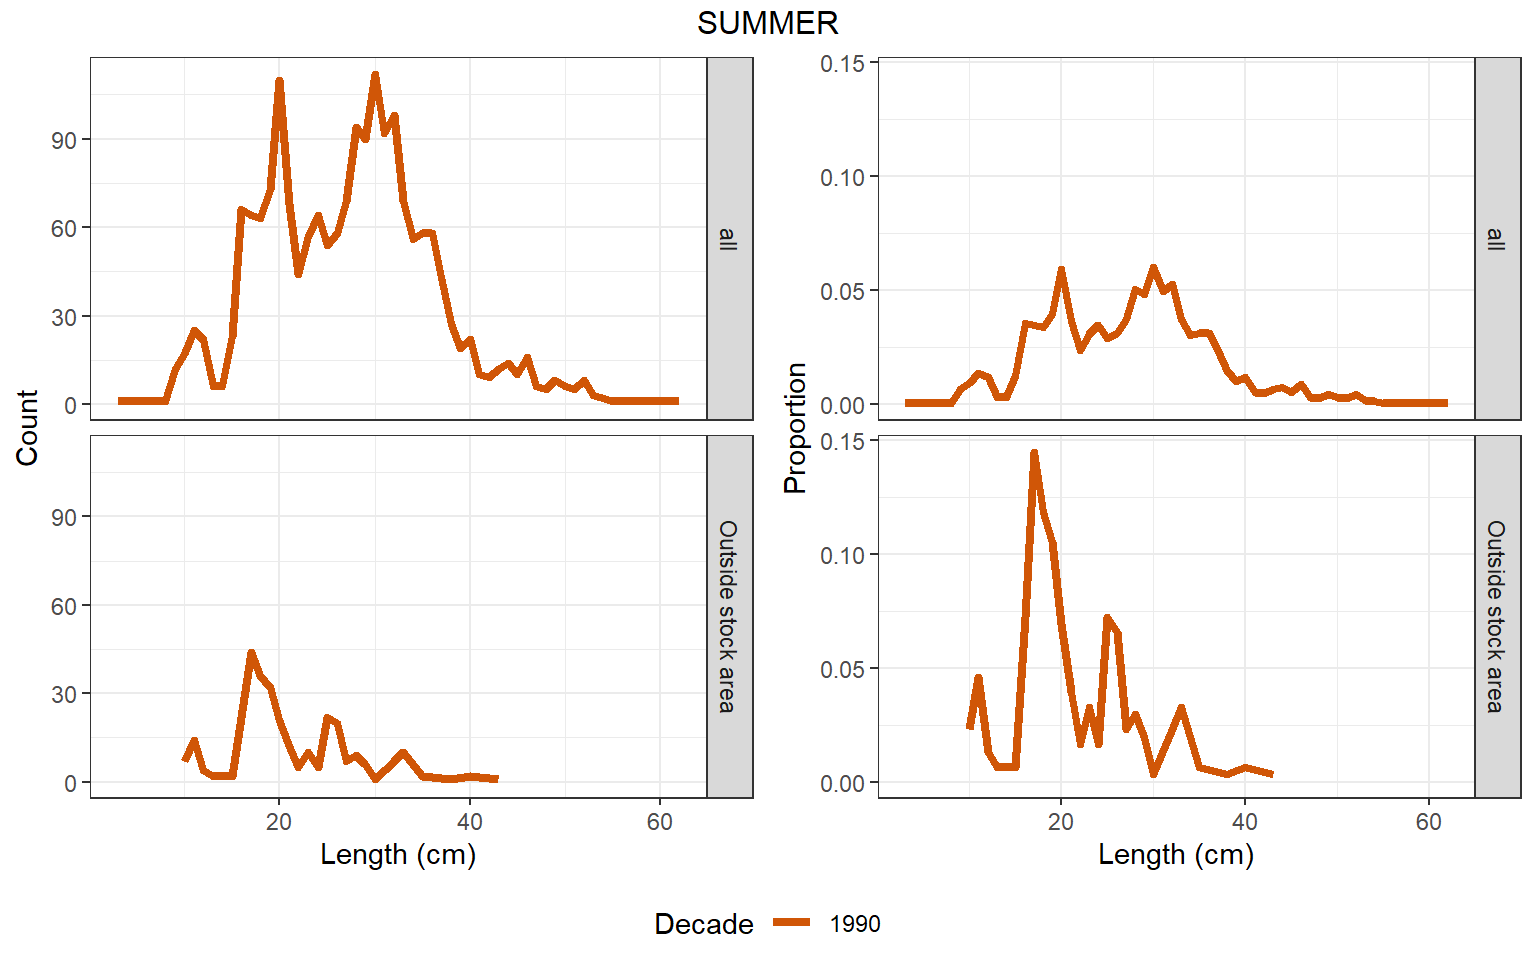 SUMMER
Count
90
60
30
0
all
90
60
30
0
Outside stock area
20
40
60
Length (cm)
Proportion
0.15
0.10
0.05
0.00
all
0.15
0.10
0.05
0.00
Outside stock area
20
40
60
Length (cm)
Decade 1990